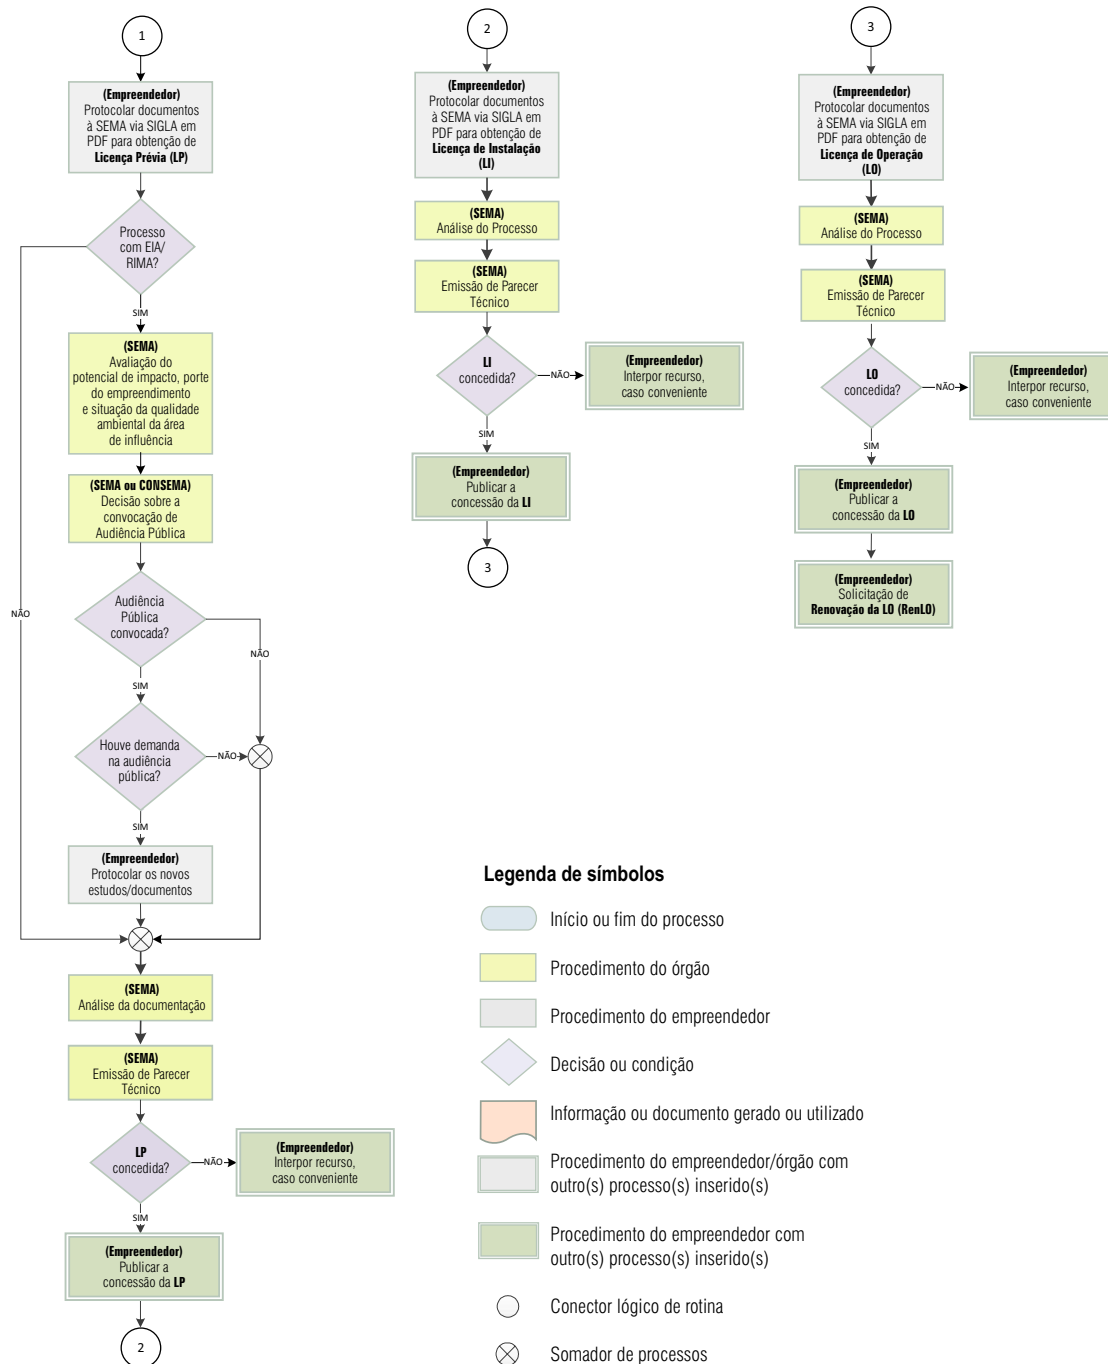 1
(Empreendedor)
Protocolar documentos
à SEMA via SIGLA em
PDF para obtenção de
Licença Prévia (LP)
Processo
com EIA/
RIMA?
SIM
NÃO
(SEMA)
Avaliação do
potencial de impacto, porte
do empreendimento
e situação da qualidade
ambiental da área
de influência
(SEMA ou CONSEMA)
Decisão sobre a
convocação de
Audiência Pública
Audiência
Pública
convocada?
NÃO
SIM
Houve demanda
na audiência
pública?
NÃO
SIM
(Empreendedor)
Protocolar os novos
estudos/documentos
(SEMA)
Análise da documentação
(SEMA)
Emissão de Parecer
Técnico
LP
concedida?
NÃO
(Empreendedor)
Interpor recurso,
caso conveniente
SIM
(Empreendedor)
Publicar a
concessão da LP
2
2
(Empreendedor)
Protocolar documentos
à SEMA via SIGLA em
PDF para obtenção de
Licença de Instalação
(LI)
(SEMA)
Análise do Processo
(SEMA)
Emissão de Parecer
Técnico
LI
concedida?
NÃO
(Empreendedor)
Interpor recurso,
caso conveniente
SIM
(Empreendedor)
Publicar a
concessão da LI
3
3
(Empreendedor)
Protocolar documentos
à SEMA via SIGLA em
PDF para obtenção de
Licença de Operação
(LO)
(SEMA)
Análise do Processo
(SEMA)
Emissão de Parecer
Técnico
LO
concedida?
NÃO
(Empreendedor)
Interpor recurso,
caso conveniente
SIM
(Empreendedor)
Publicar a
concessão da LO
(Empreendedor)
Solicitação de
Renovação da LO (RenLO)
Legenda de símbolos
Início ou fim do processo
Procedimento do órgão
Procedimento do empreendedor
Decisão ou condição
Informação ou documento gerado ou utilizado
Procedimento do empreendedor/órgão com
outro(s) processo(s) inserido(s)
Procedimento do empreendedor com
outro(s) processo(s) inserido(s)
Conector lógico de rotina
Somador de processos